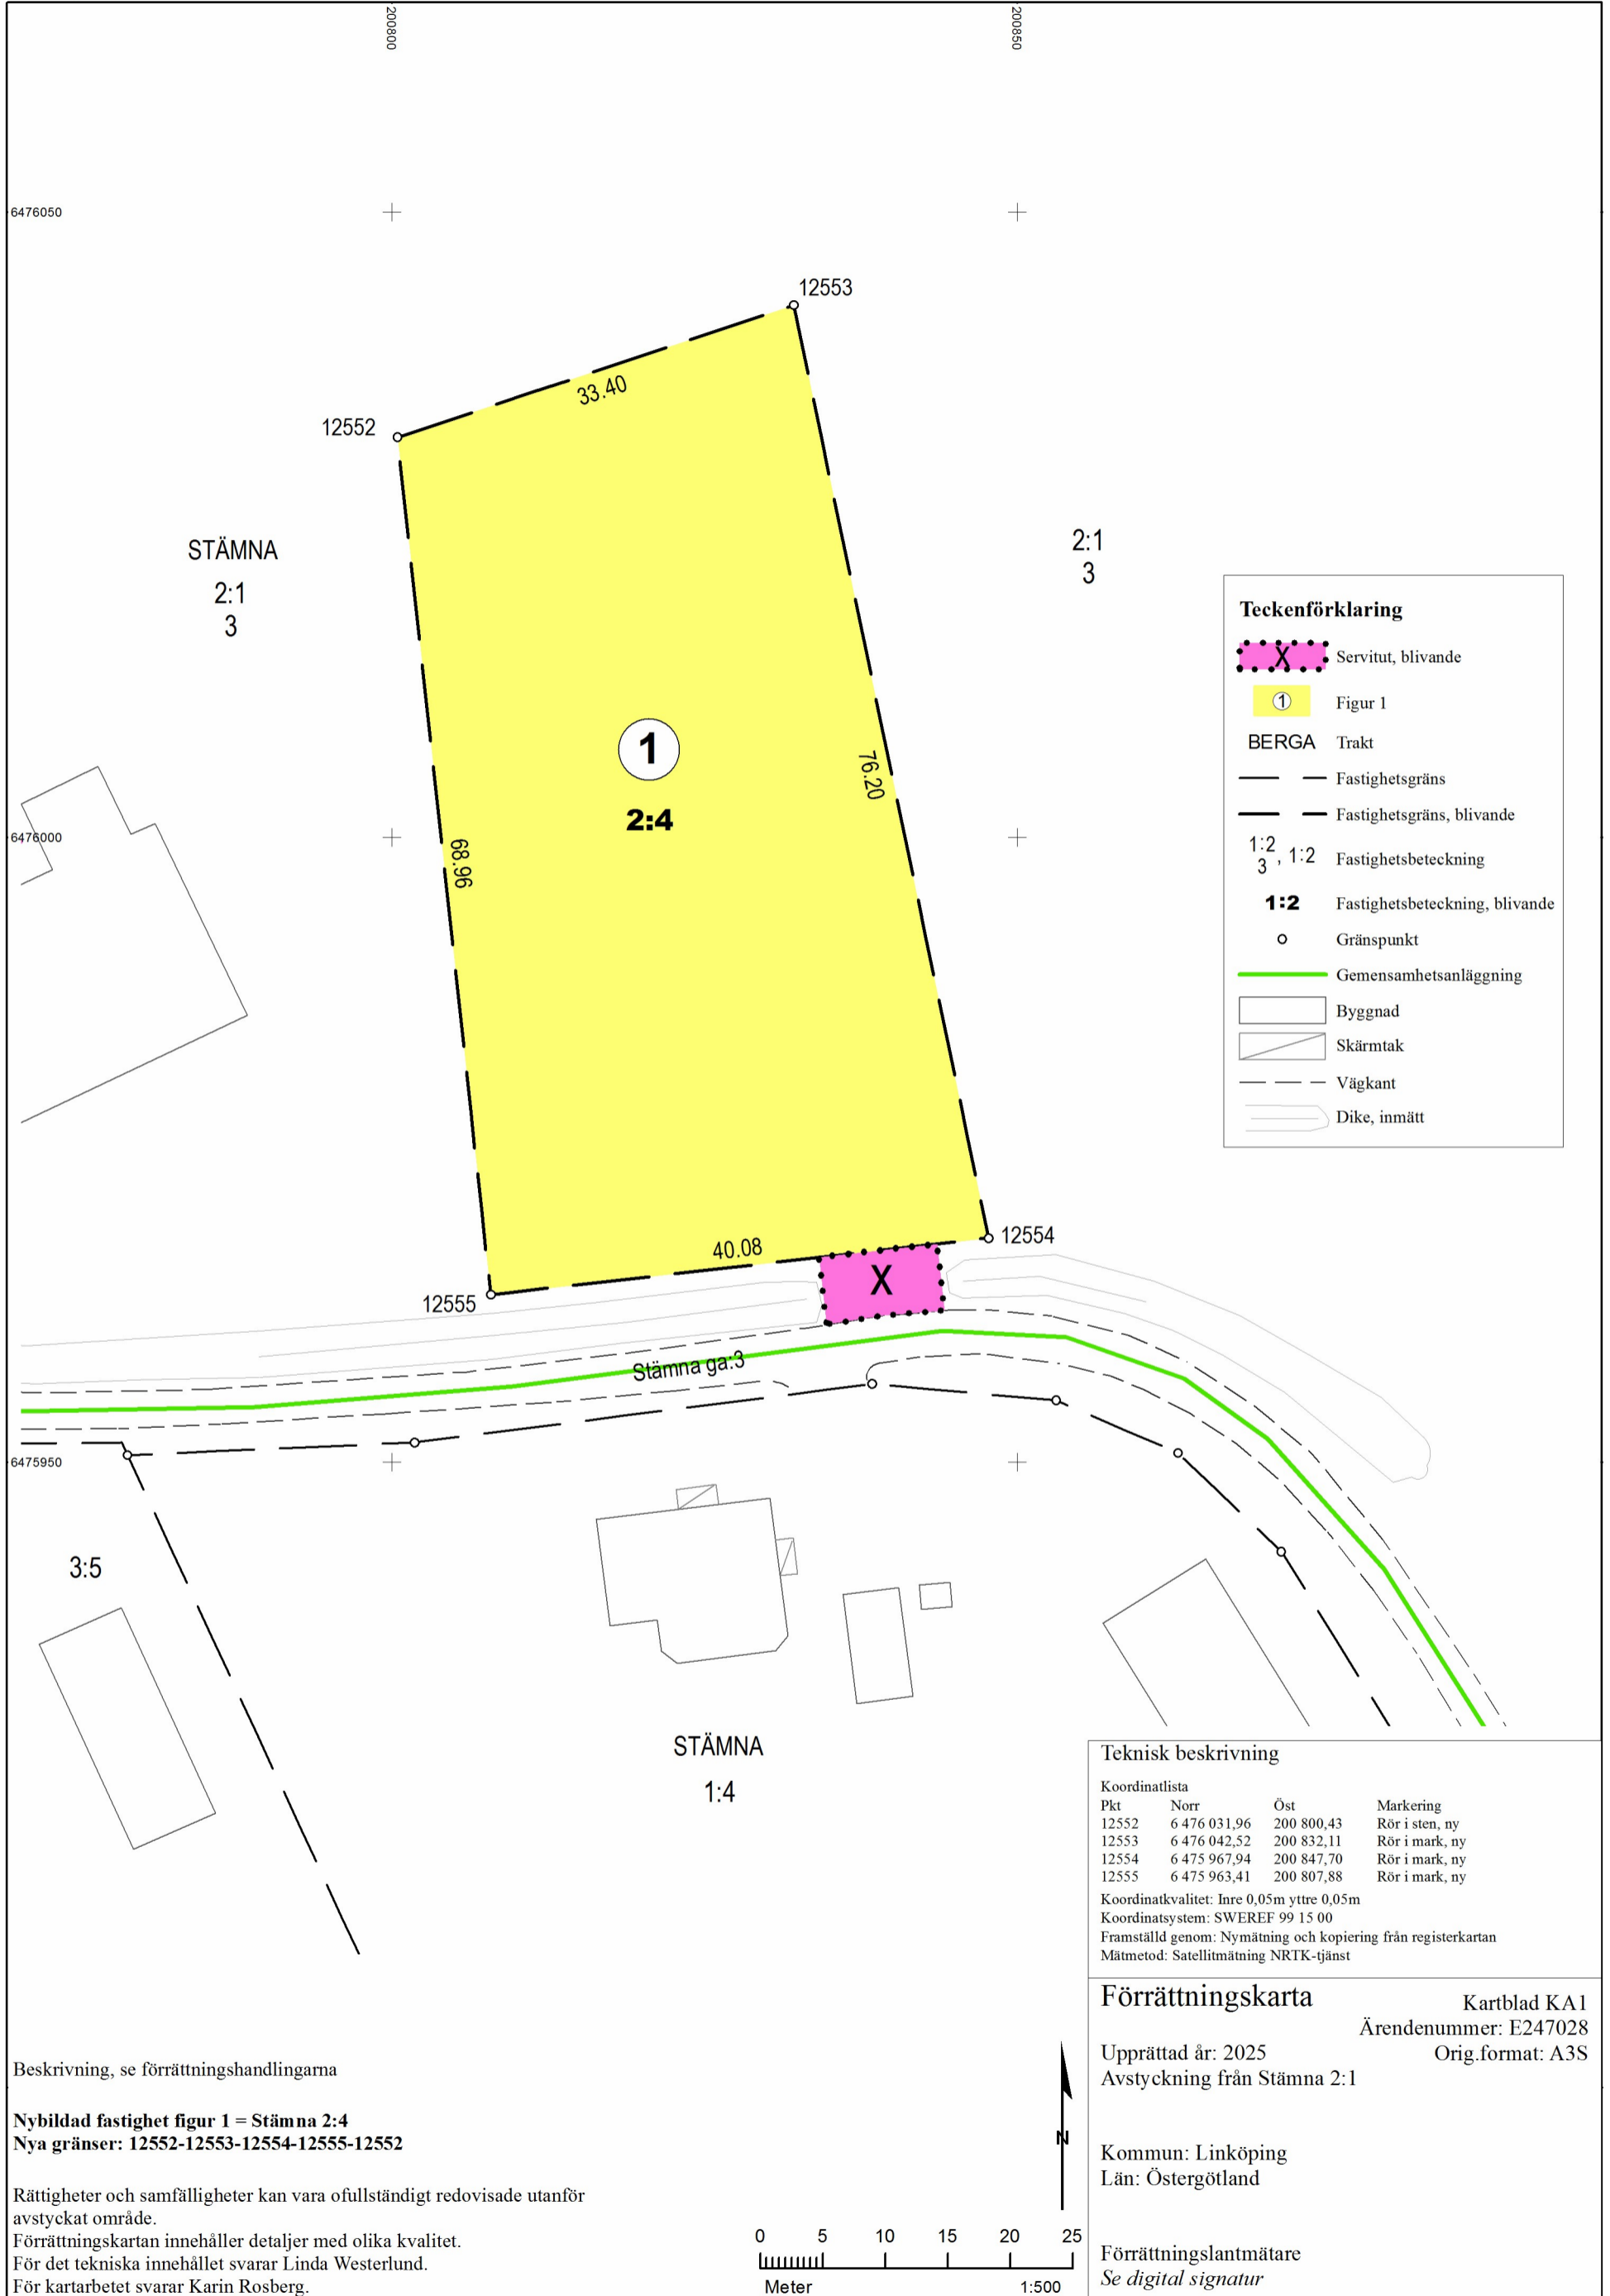 200800
200850
6476050
12553
33.40
12552
STÄMNA
2:1
3
2:1
3
1
2:4
76.20
68.96
6476000
Teckenförklaring
X Servitut, blivande
1 Figur 1
BERGA Trakt
Fastighetsgräns
Fastighetsgräns, blivande
1:2
3 , 1:2 Fastighetsbeteckning
1:2 Fastighetsbeteckning, blivande
Gränspunkt
Gemensamhetsanläggning
Byggnad
Skärmtak
Vägkant
Dike, inmätt
12554
40.08
X
12555
Stämna ga:3
6475950
3:5
STÄMNA
1:4
Teknisk beskrivning
Koordinatlista
Pkt Norr Öst Markering
12552 6 476 031,96 200 800,43 Rör i sten, ny
12553 6 476 042,52 200 832,11 Rör i mark, ny
12554 6 475 967,94 200 847,70 Rör i mark, ny
12555 6 475 963,41 200 807,88 Rör i mark, ny
Koordinatkvalitet: Inre 0,05m yttre 0,05m
Koordinatsystem: SWEREF 99 15 00
Framställd genom: Nymätning och kopiering från registerkartan
Mätmetod: Satellitmätning NRTK-tjänst
Förrättningskarta
Kartblad KA1
Ärendenummer: E247028
Upprättad år: 2025 Orig.format: A3S
Avstyckning från Stämna 2:1
Kommun: Linköping
Län: Östergötland
Förrättningslantmätare
Se digital signatur
Beskrivning, se förrättningshandlingarna
Nybildad fastighet figur 1 = Stämna 2:4
Nya gränser: 12552-12553-12554-12555-12552
Rättigheter och samfälligheter kan vara ofullständigt redovisade utanför
avstyckat område.
Förrättningskartan innehåller detaljer med olika kvalitet.
För det tekniska innehållet svarar Linda Westerlund.
För kartarbetet svarar Karin Rosberg.
N
0 5 10 15 20 25
Meter 1:500